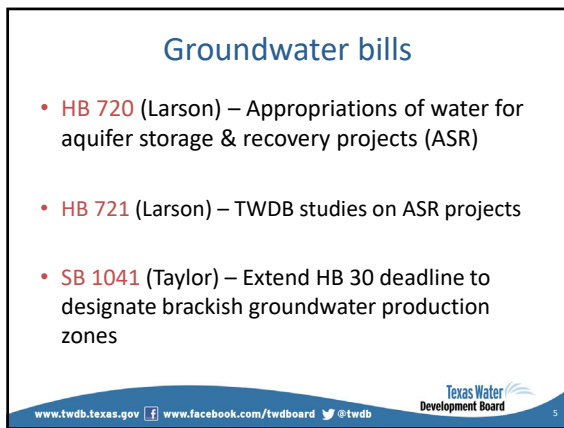 Groundwater bills
• HB 720 (Larson) – Appropriations of water for
aquifer storage & recovery projects (ASR)
• HB 721 (Larson) – TWDB studies on ASR projects
• SB 1041 (Taylor) – Extend HB 30 deadline to
designate brackish groundwater production
zones
www.twdb.texas.gov f www.facebook.com/twdboard @twdb
Texas Water
Development Board
5